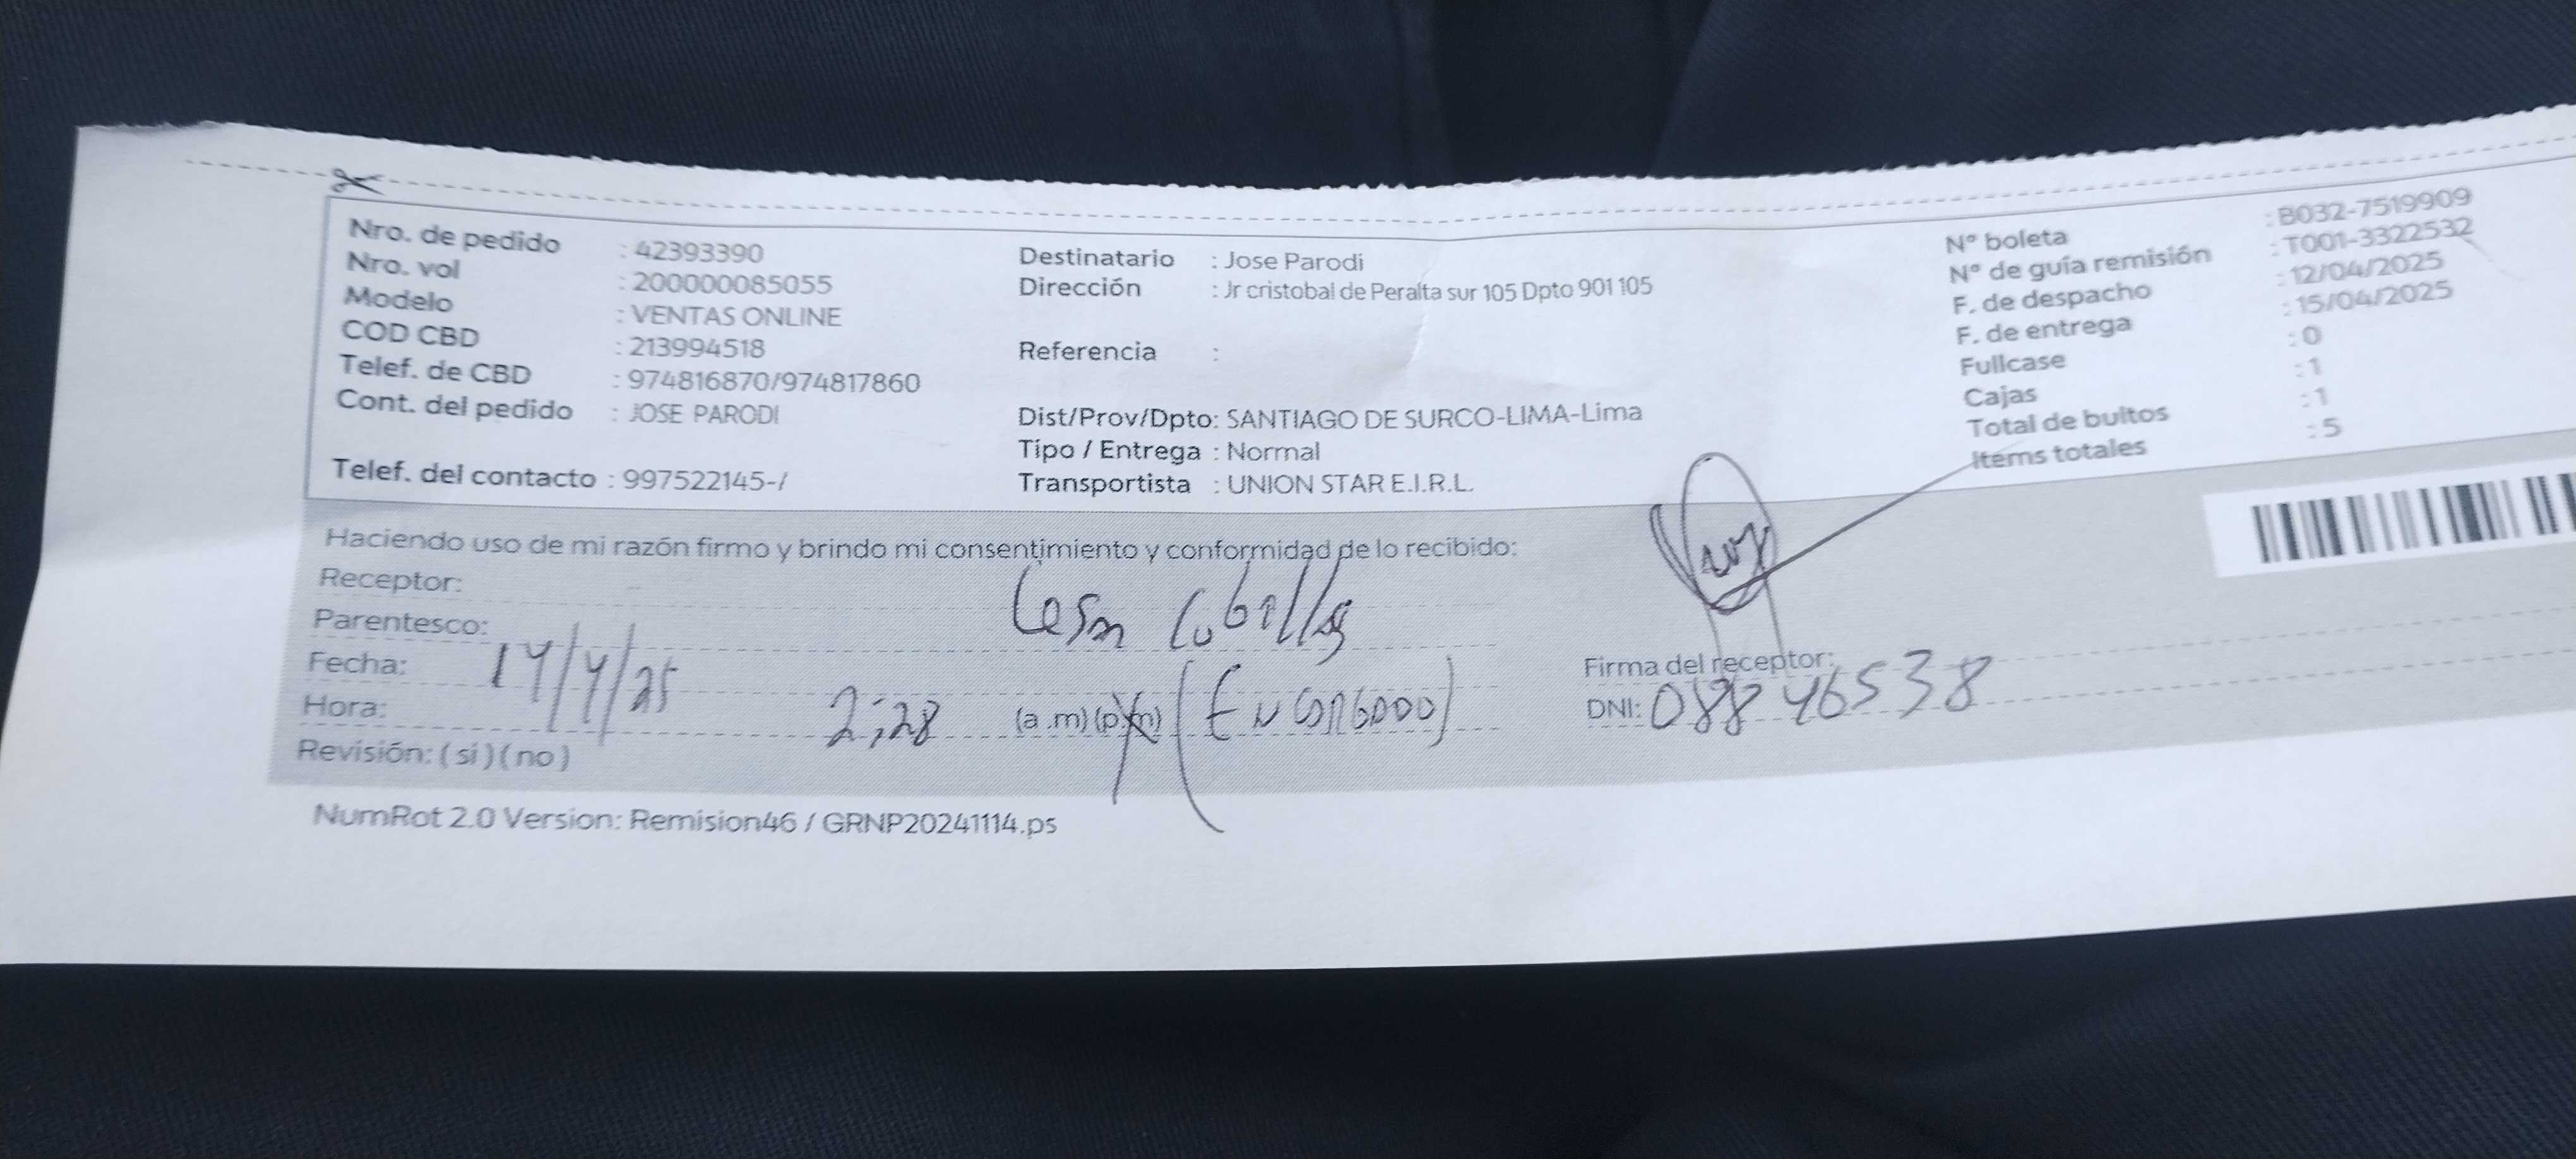 Nro. de pedido : 42393390
Nro. vol : 200000085055
Modelo : VENTAS ONLINE
COD CBD : 213994518
Telef. de CBD : 974816870/974817860
Cont. del pedido : JOSE PARODI
Telef. del contacto : 997522145-/
Destinatario : Jose Parodi
Dirección : Jr cristobal de Peralta sur 105 Dpto 901 105
Referencia :
Dist/Prov/Dpto: SANTIAGO DE SURCO-LIMA-Lima
Tipo / Entrega : Normal
Transportista : UNION STAR E.I.R.L.
N° boleta : B032-7519909
N° de guía remisión : T001-3322532
F. de despacho : 12/04/2025
F. de entrega : 15/04/2025
Fullcase : 0
Cajas : 1
Total de bultos : 1
Items totales : 5
Haciendo uso de mi razón firmo y brindo mi consentimiento y conformidad de lo recibido:
Receptor:
Parentesco:
Fecha: 14/4/25
Hora: 2;28 (a .m) (p.m)
Revisión: ( si ) ( no )
Firma del receptor:
DNI: 08846538
NumRot 2.0 Version: Remision46 / GRNP20241114.ps